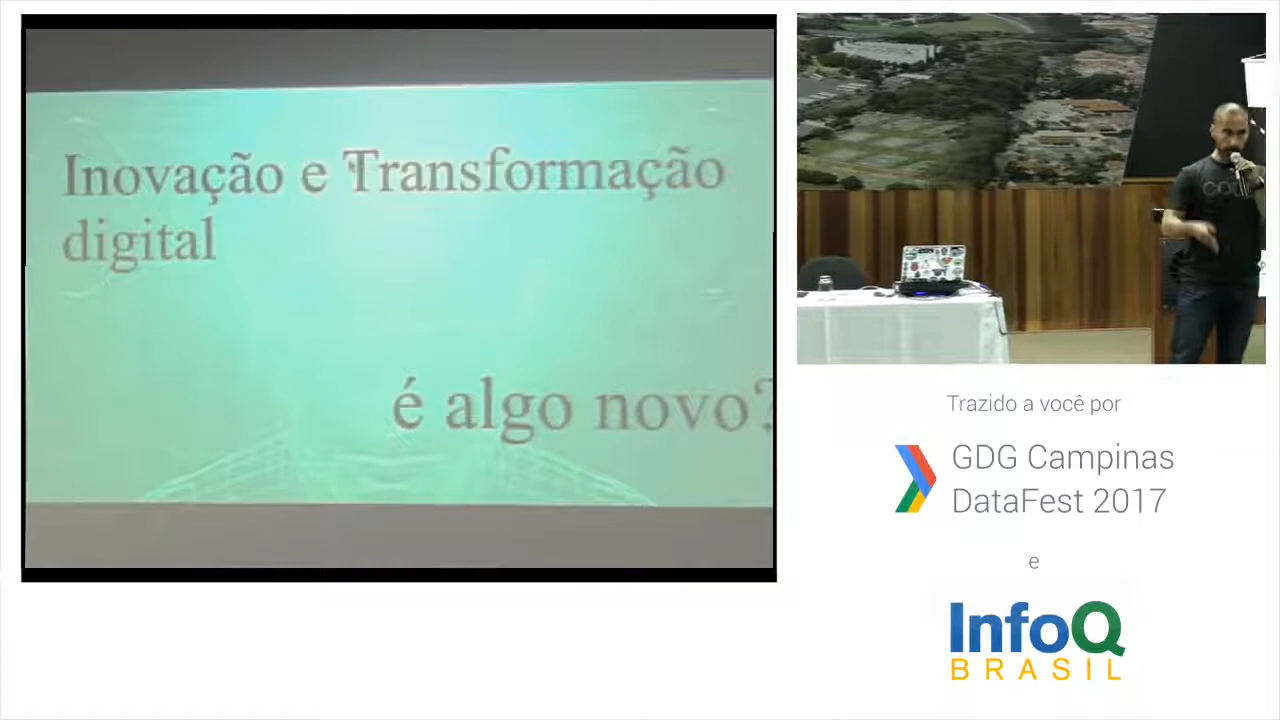 Inovação e Transformação
digital
é algo novo?
Trazido a você por
GDG Campinas
DataFest 2017
e
InfoQ
BRASIL